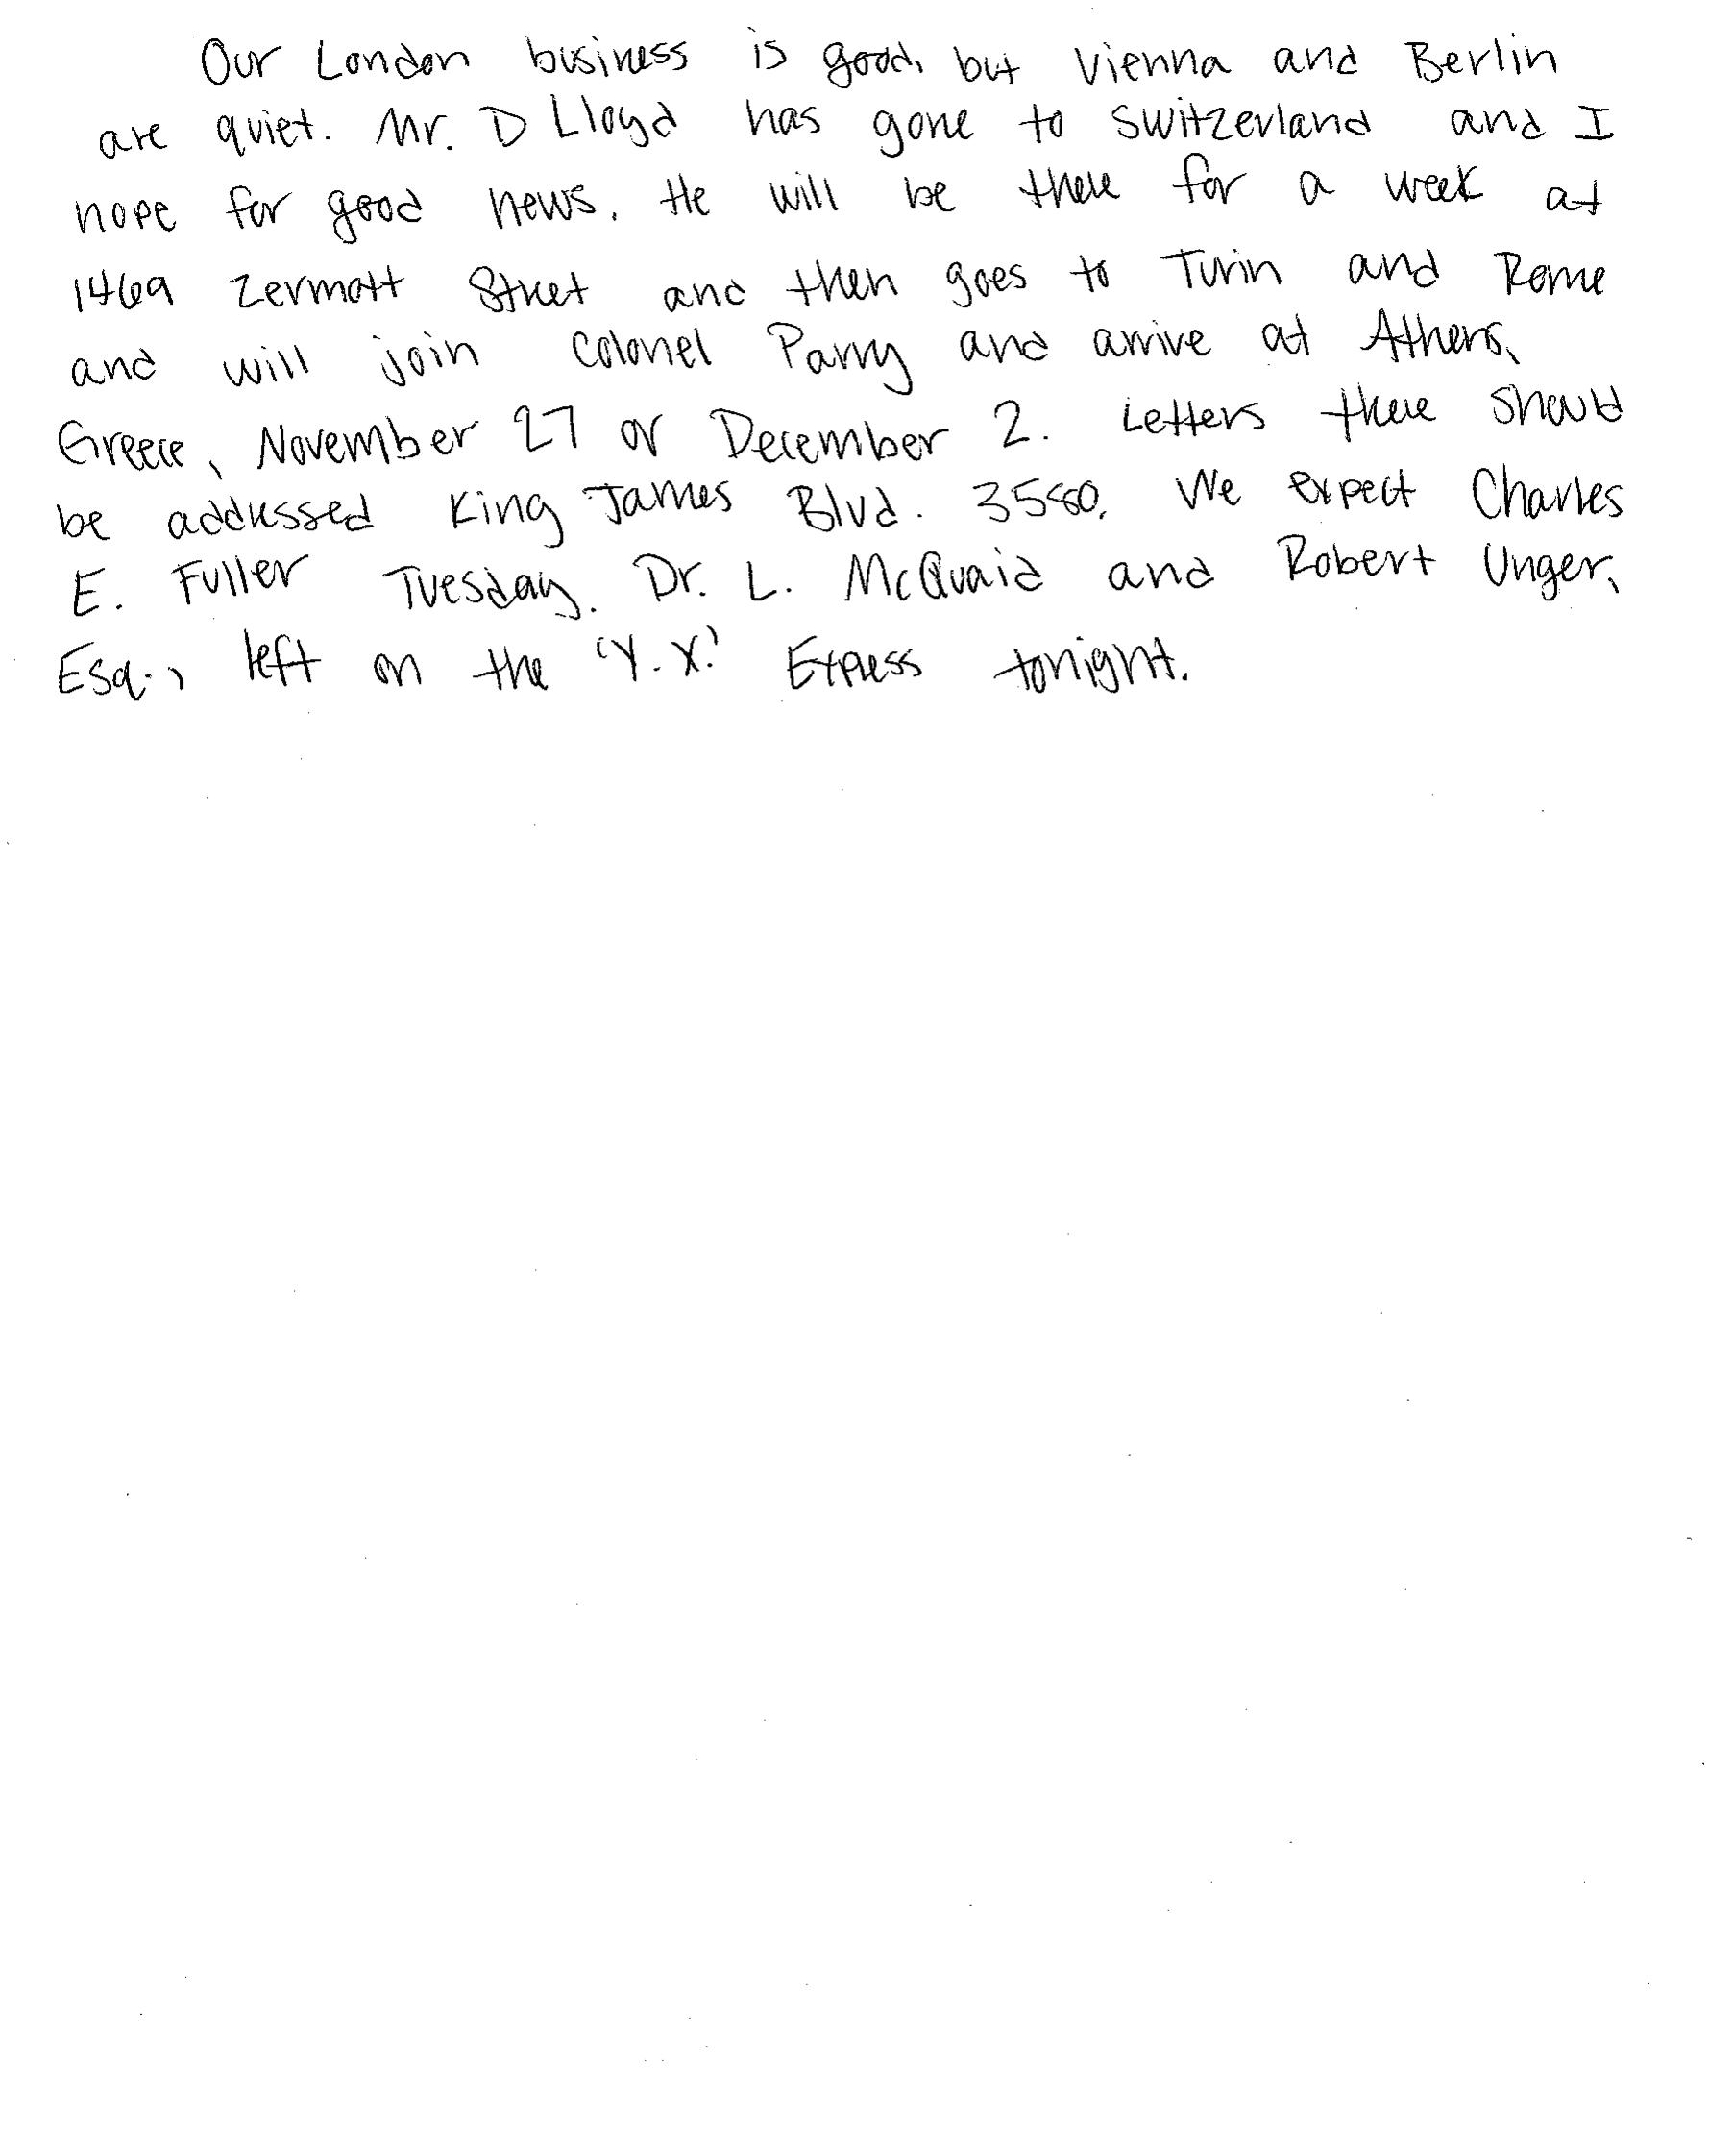 Our London business is good, but Vienna and Berlin
are quiet. Mr. D Lloyd has gone to Switzerland and I
hope for good news. He will be there for a week at
1469 Zermatt Street and then goes to Turin and Rome
and will join Colonel Parry and arrive at Athens,
Greece, November 27 or December 2. Letters there should
be addressed King James Blvd. 3580. We expect Charles
E. Fuller Tuesday. Dr. L. McQuaid and Robert Unger,
Esq., left on the 'Y.X.' Express tonight.